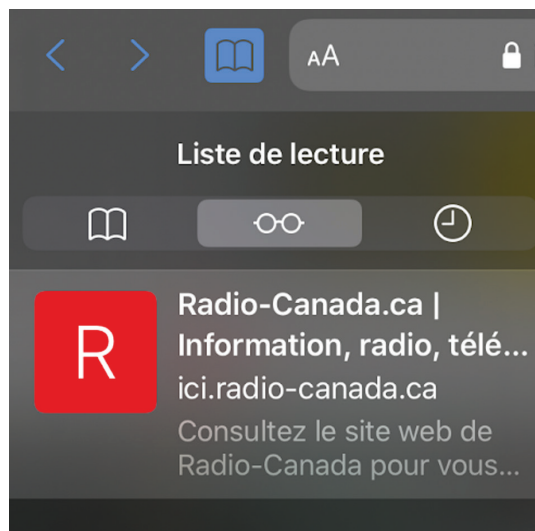 AA
Liste de lecture
R
Radio-Canada.ca |
Information, radio, télé...
ici.radio-canada.ca
Consultez le site web de
Radio-Canada pour vous...